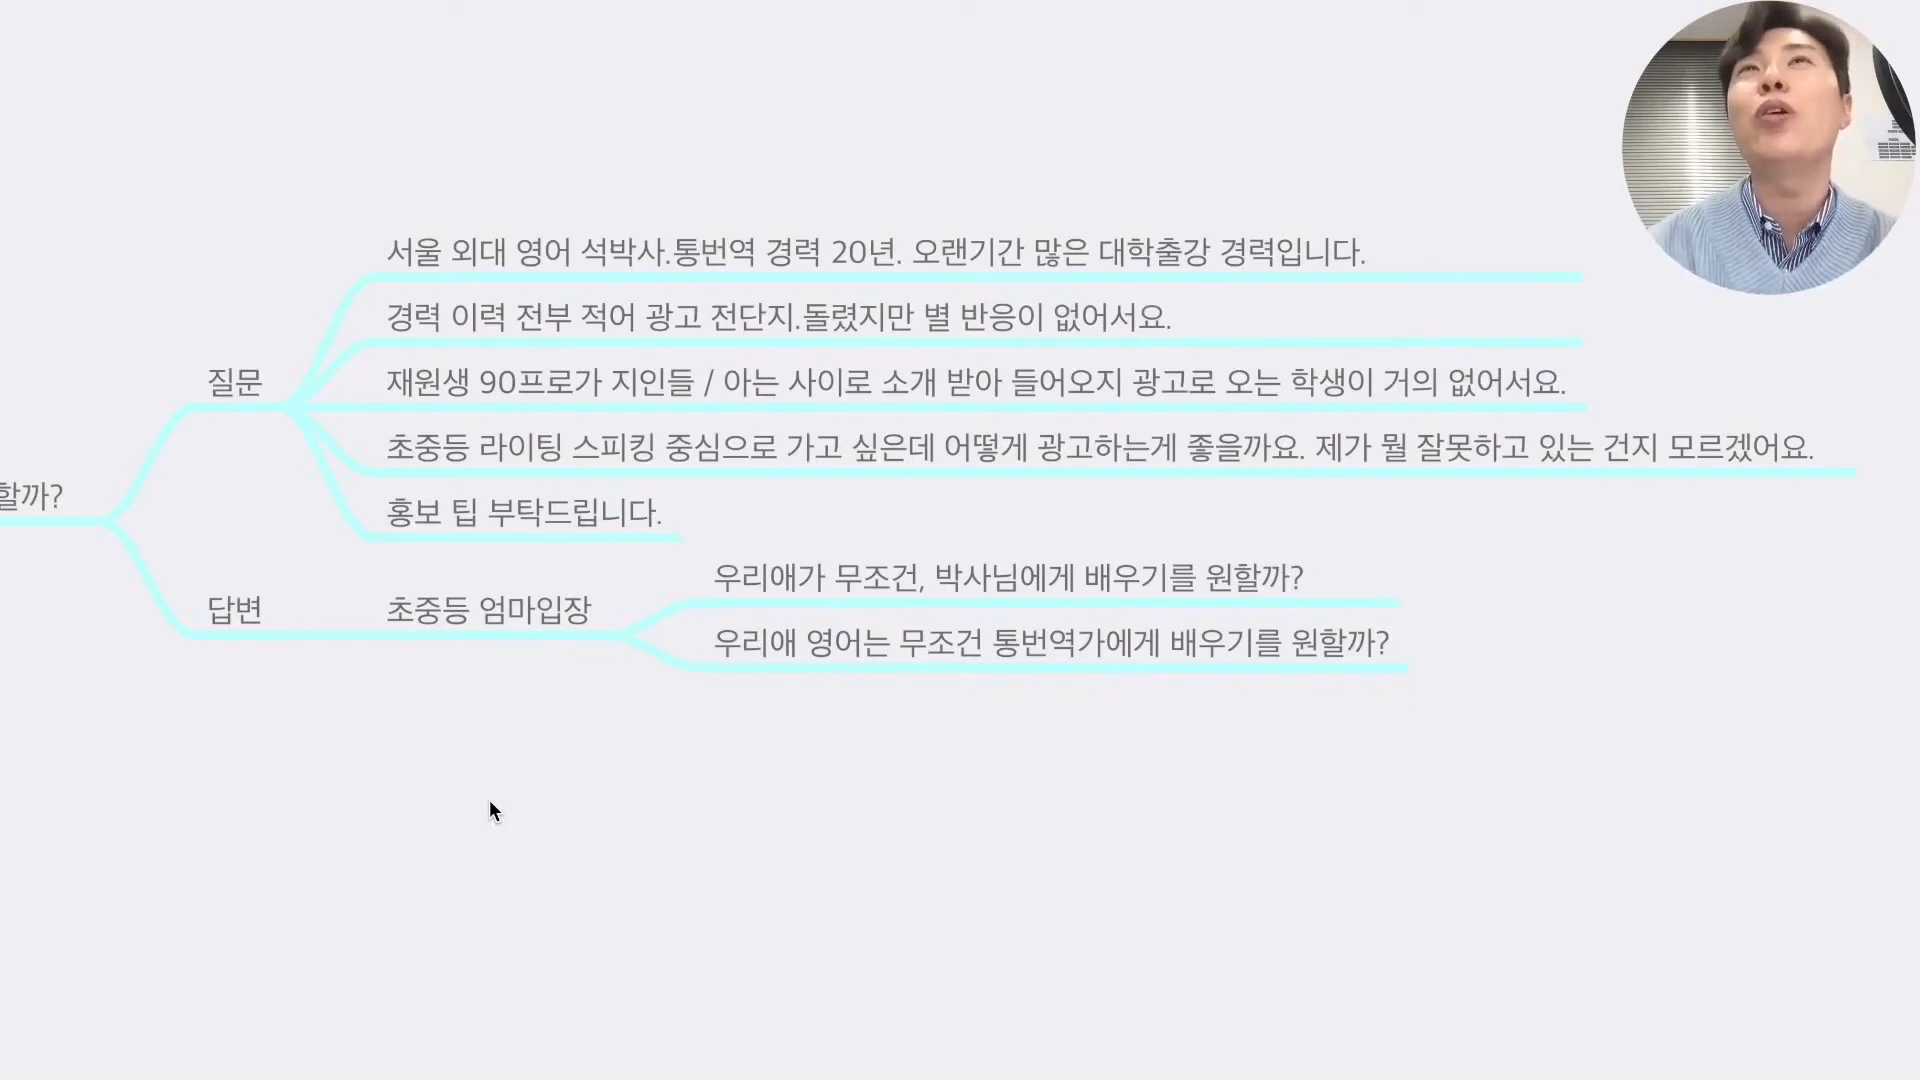 서울 외대 영어 석박사.통번역 경력 20년. 오랜기간 많은 대학출강 경력입니다.
경력 이력 전부 적어 광고 전단지.돌렸지만 별 반응이 없어서요.
질문
재원생 90프로가 지인들 / 아는 사이로 소개 받아 들어오지 광고로 오는 학생이 거의 없어서요.
초중등 라이팅 스피킹 중심으로 가고 싶은데 어떻게 광고하는게 좋을까요. 제가 뭘 잘못하고 있는 건지 모르겠어요.
할까?
홍보 팁 부탁드립니다.
우리애가 무조건, 박사님에게 배우기를 원할까?
답변
초중등 엄마입장
우리애 영어는 무조건 통번역가에게 배우기를 원할까?